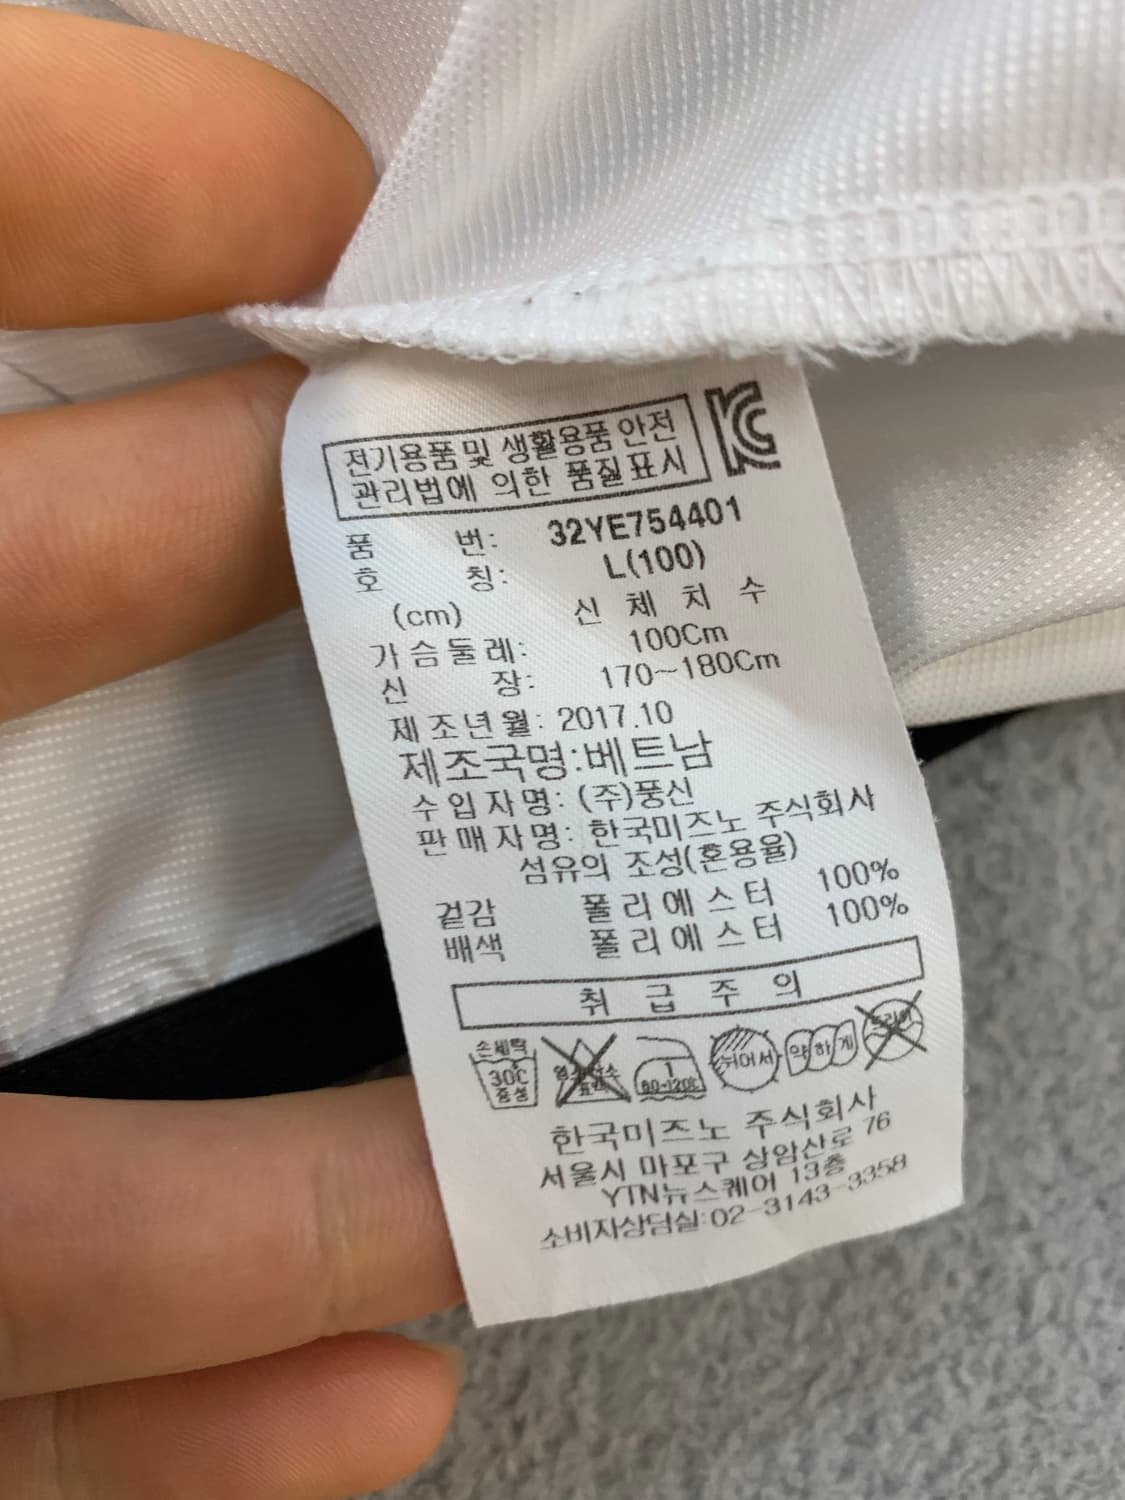 전기용품및 생활용품안전
관리법에 의한 품질표시
품 번: 32YE754401
호 칭: L(100)
(cm) 신 체 치 수
가슴둘레: 100Cm
신 장: 170~180Cm
제조년월: 2017.10
제조국명:베트남
수입자명: (주)풍신
판매자명: 한국미즈노 주식회사
섬유의 조성(혼용율)
겉감 폴리에스터 100%
배색 폴리에스터 100%
취 급 주 의
손세탁 30℃ 중성
염소 표백
1 80~120℃
뉘어서
약하게
드라이
한국미즈노 주식회사
서울시 마포구 상암산로 76
YTN뉴스퀘어 13층
소비자상담실:02-3143-3358